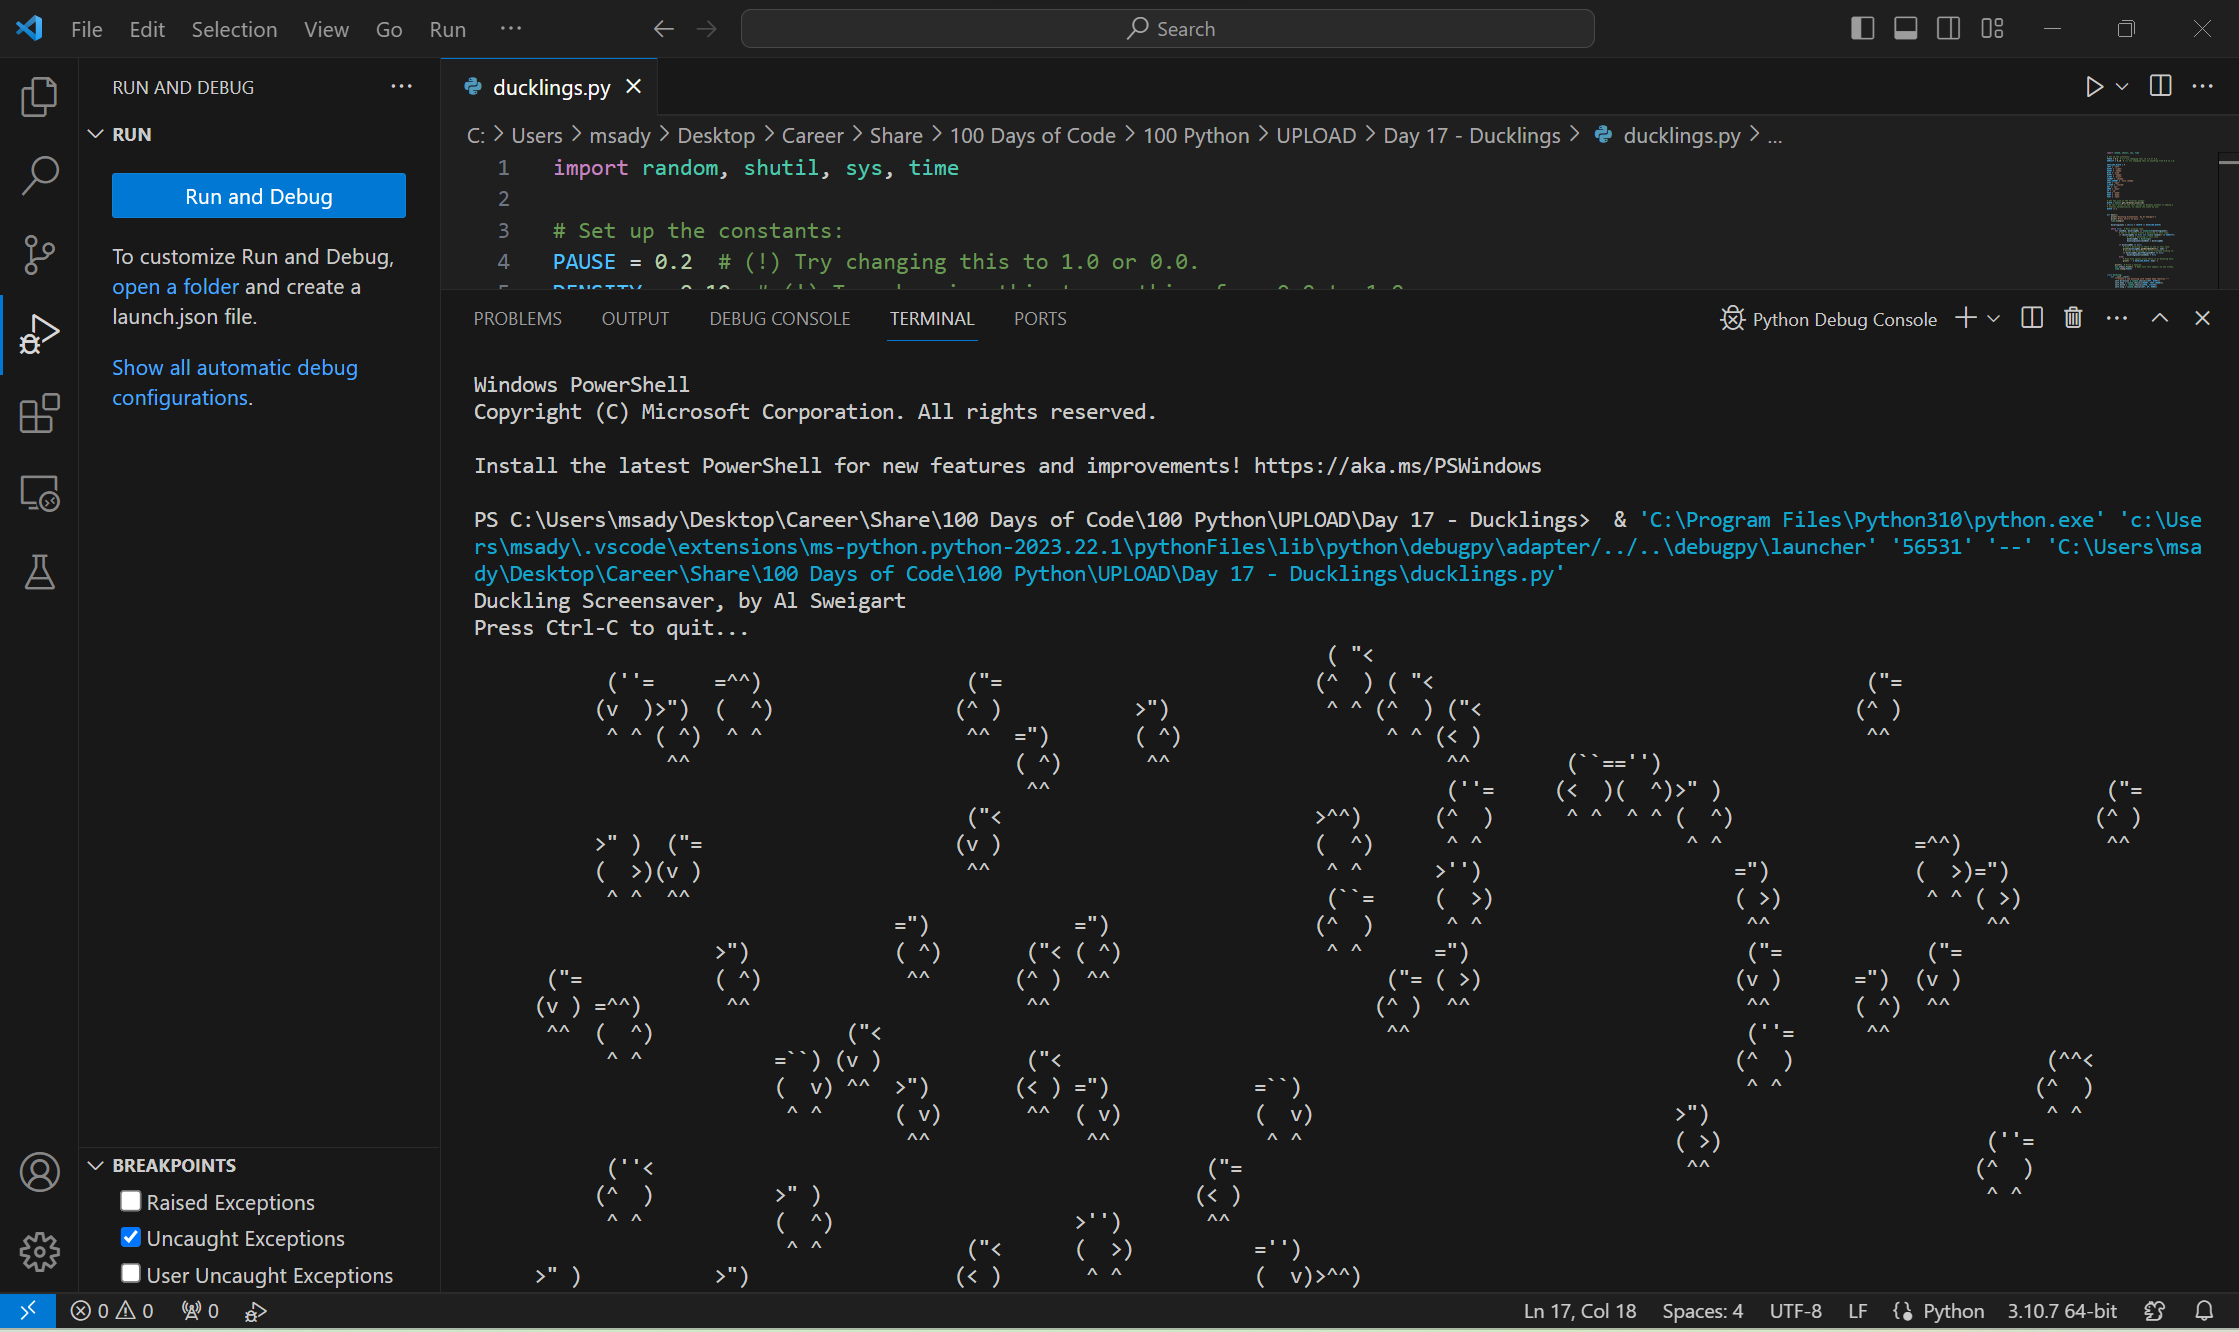 File Edit Selection View Go Run ··· Search
RUN AND DEBUG ···
RUN
Run and Debug
To customize Run and Debug,
open a folder and create a
launch.json file.
Show all automatic debug
configurations.
BREAKPOINTS
Raised Exceptions
Uncaught Exceptions
User Uncaught Exceptions
ducklings.py
C: > Users > msady > Desktop > Career > Share > 100 Days of Code > 100 Python > UPLOAD > Day 17 - Ducklings > ducklings.py > ...
1 import random, shutil, sys, time
2
3 # Set up the constants:
4 PAUSE = 0.2 # (!) Try changing this to 1.0 or 0.0.
PROBLEMS OUTPUT DEBUG CONSOLE TERMINAL PORTS Python Debug Console
Windows PowerShell
Copyright (C) Microsoft Corporation. All rights reserved.
Install the latest PowerShell for new features and improvements! https://aka.ms/PSWindows
PS C:\Users\msady\Desktop\Career\Share\100 Days of Code\100 Python\UPLOAD\Day 17 - Ducklings> & 'C:\Program Files\Python310\python.exe' 'c:\Use
rs\msady\.vscode\extensions\ms-python.python-2023.22.1\pythonFiles\lib\python\debugpy\adapter/../..\debugpy\launcher' '56531' '--' 'C:\Users\msa
dy\Desktop\Career\Share\100 Days of Code\100 Python\UPLOAD\Day 17 - Ducklings\ducklings.py'
Duckling Screensaver, by Al Sweigart
Press Ctrl-C to quit...
0 0 0 Ln 17, Col 18 Spaces: 4 UTF-8 LF Python 3.10.7 64-bit